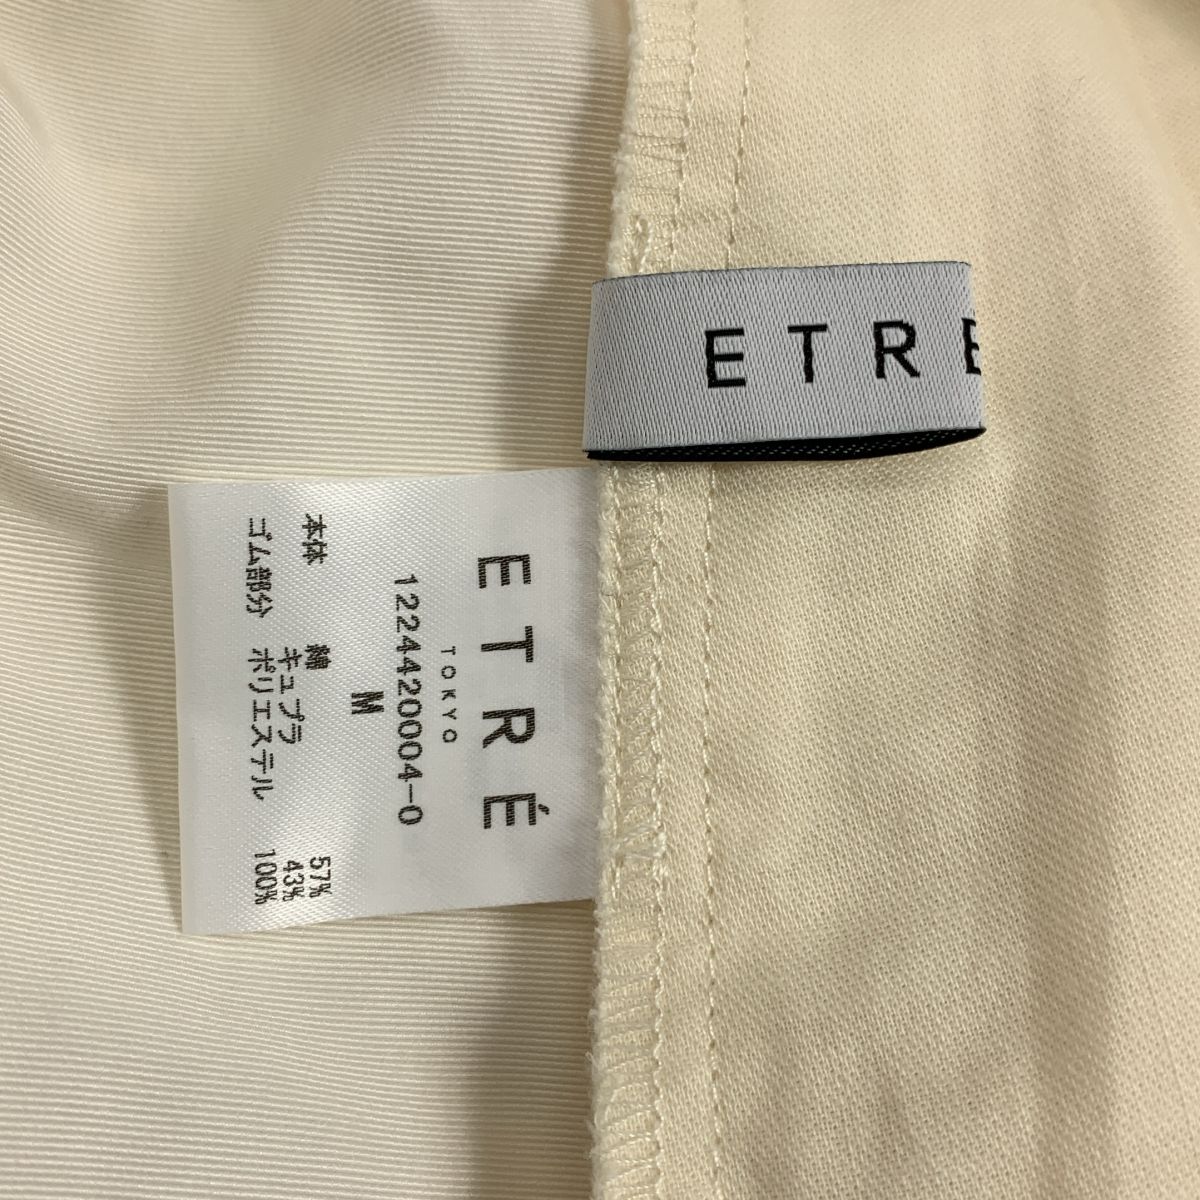 ETRE
ETRÉ
TOKYO
1224420004-0
M
本体 綿 57%
キュプラ 43%
ゴム部分 ポリエステル 100%